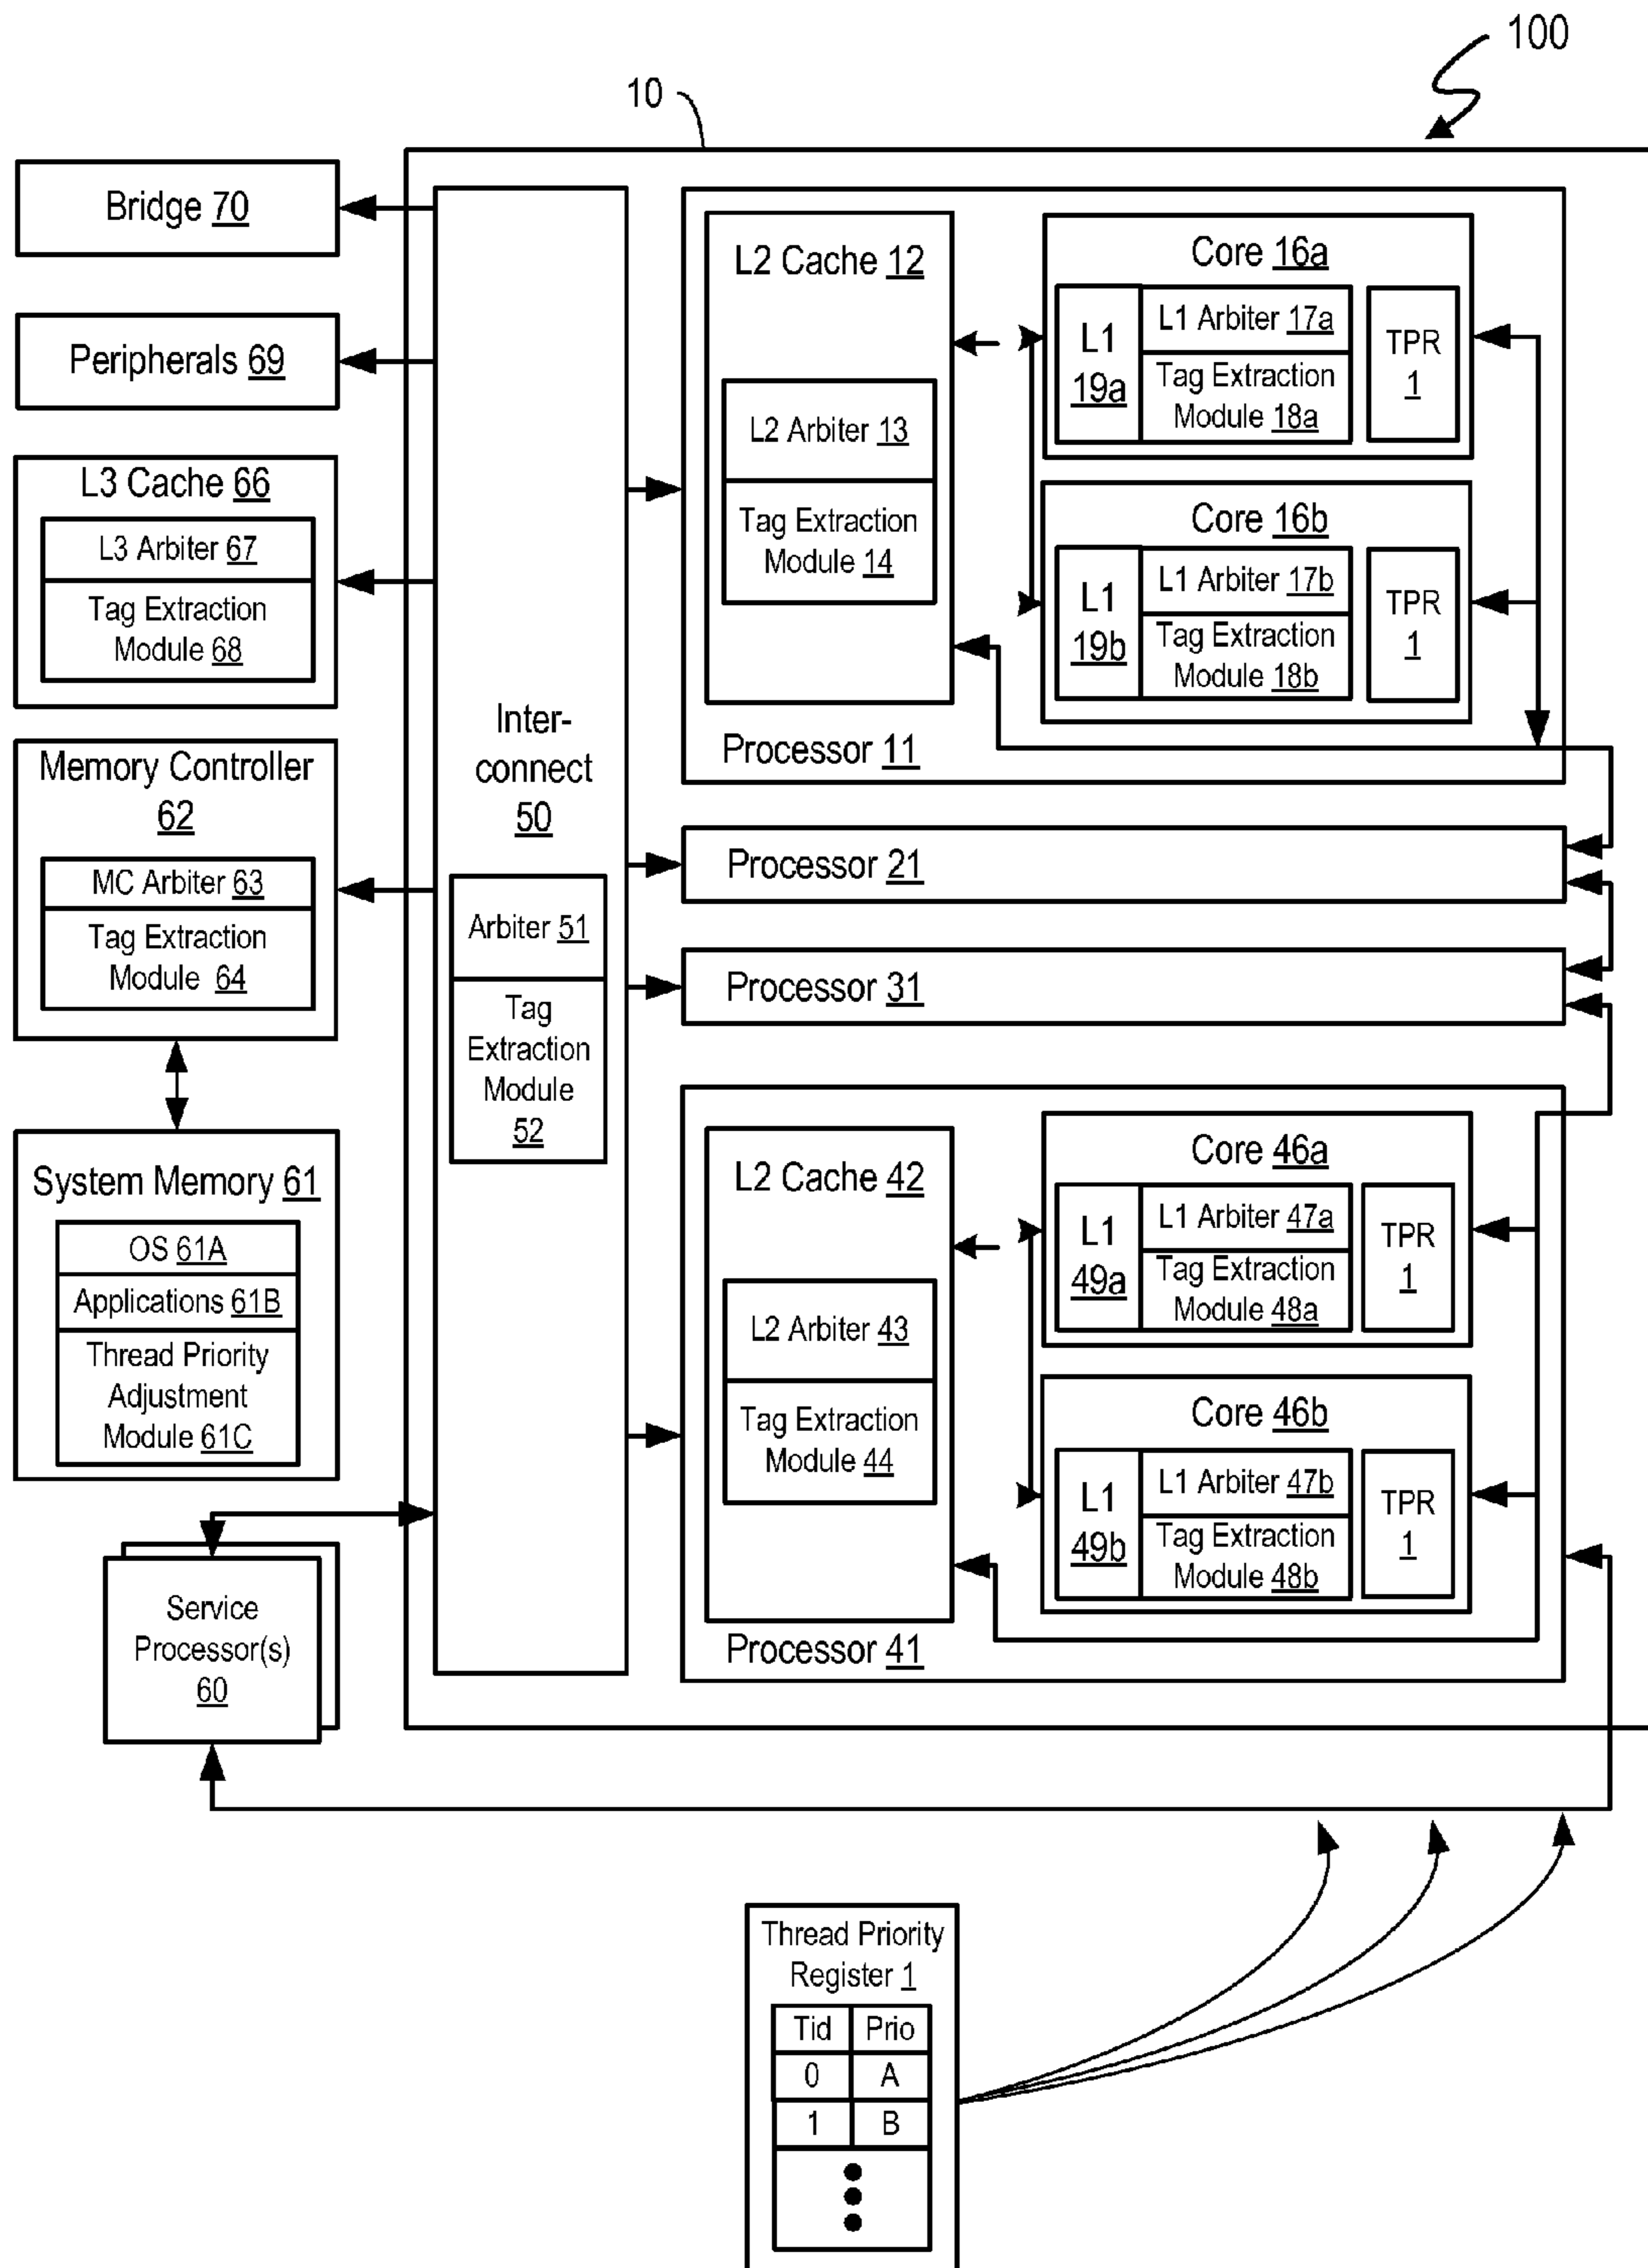 100
10
Bridge 70
Peripherals 69
L3 Cache 66
L3 Arbiter 67
Tag Extraction
Module 68
Memory Controller
62
MC Arbiter 63
Tag Extraction
Module 64
System Memory 61
OS 61A
Applications 61B
Thread Priority
Adjustment
Module 61C
Service
Processor(s)
60
Inter-
connect
50
Arbiter 51
Tag
Extraction
Module
52
L2 Cache 12
L2 Arbiter 13
Tag Extraction
Module 14
Core 16a
L1
19a
L1 Arbiter 17a
Tag Extraction
Module 18a
TPR
1
Core 16b
L1
19b
L1 Arbiter 17b
Tag Extraction
Module 18b
TPR
1
Processor 11
Processor 21
Processor 31
L2 Cache 42
L2 Arbiter 43
Tag Extraction
Module 44
Core 46a
L1
49a
L1 Arbiter 47a
Tag Extraction
Module 48a
TPR
1
Core 46b
L1
49b
L1 Arbiter 47b
Tag Extraction
Module 48b
TPR
1
Processor 41
Thread Priority
Register 1
Tid Prio
0 A
1 B